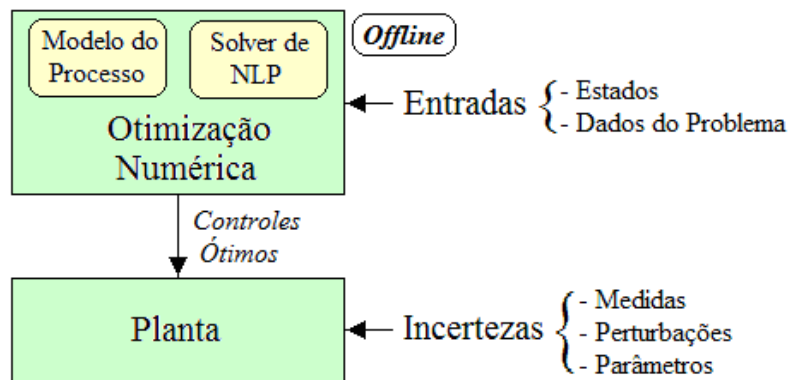 Modelo do
Processo
Solver de
NLP
Offline
Otimização
Numérica
Entradas
- Estados
- Dados do Problema
Controles
Ótimos
Planta
Incertezas
- Medidas
- Perturbações
- Parâmetros